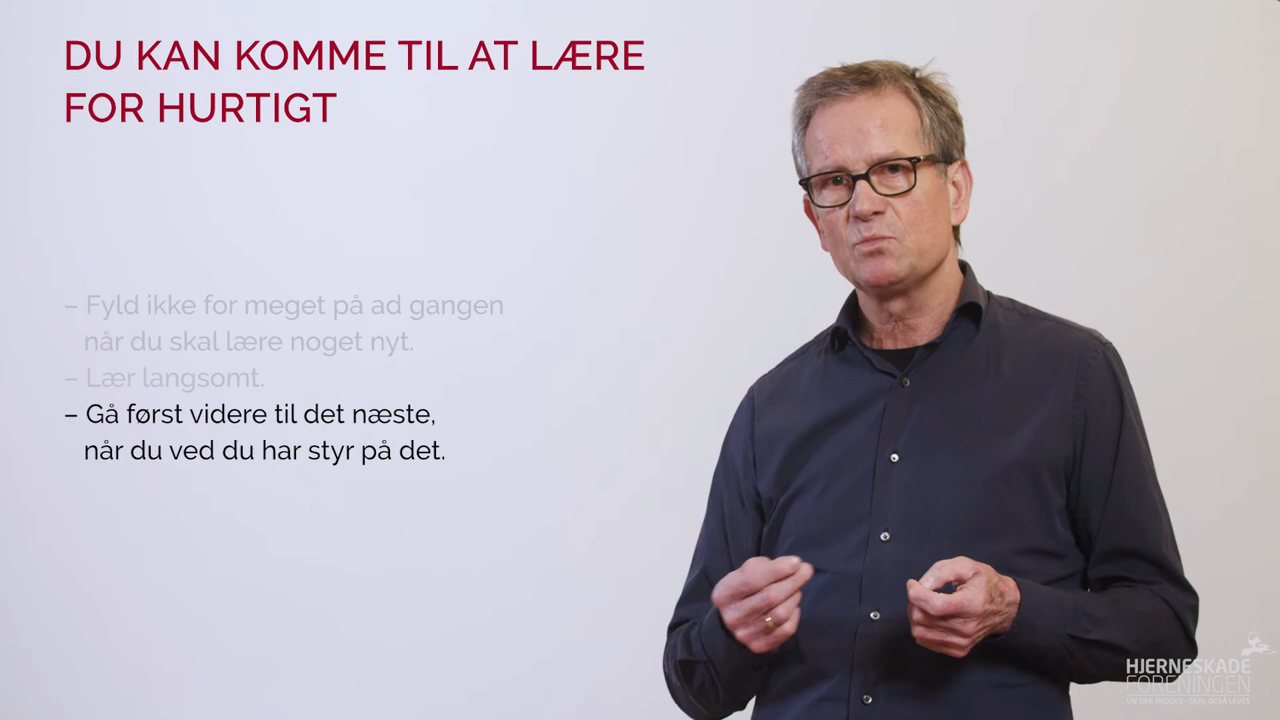 DU KAN KOMME TIL AT LÆRE
FOR HURTIGT
– Fyld ikke for meget på ad gangen
når du skal lære noget nyt.
– Lær langsomt.
– Gå først videre til det næste,
når du ved du har styr på det.
HJERNESKADE
FORENINGEN